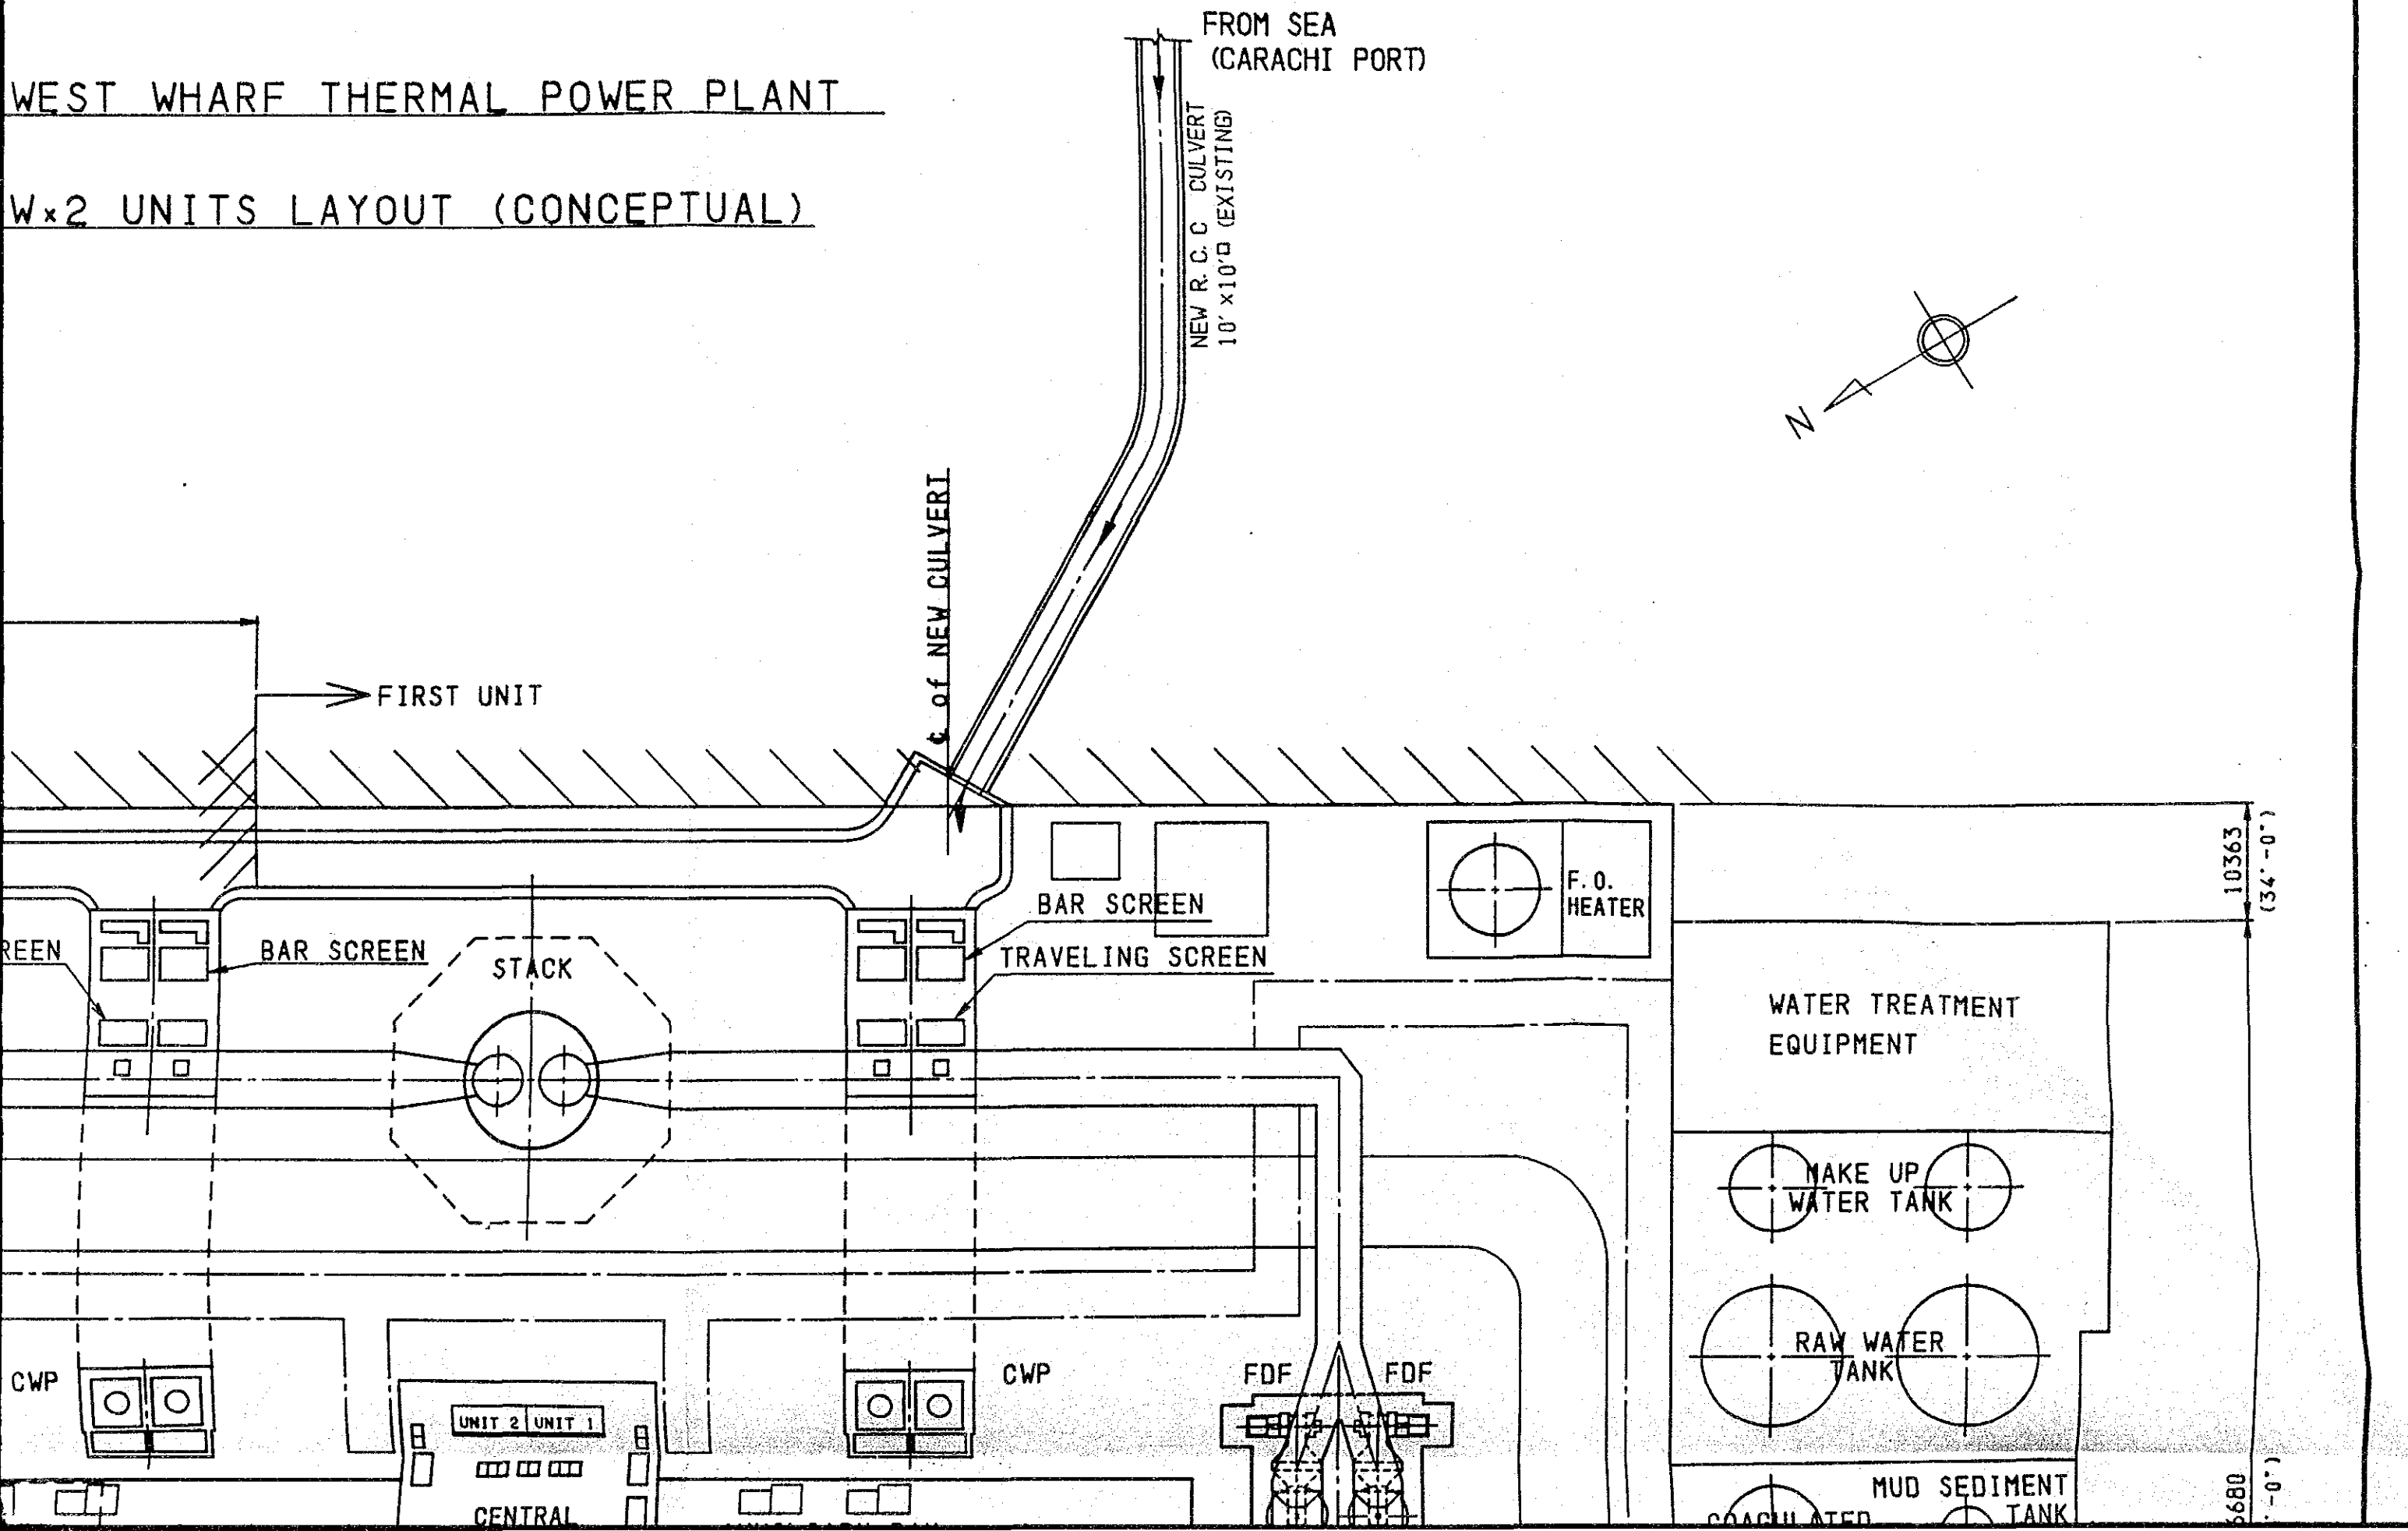 FROM SEA
(CARACHI PORT)
WEST WHARF THERMAL POWER PLANT
W×2 UNITS LAYOUT (CONCEPTUAL)
NEW R.C.C CULVERT
10'×10'□ (EXISTING)
N
℄ of NEW CULVERT
FIRST UNIT
10363
(34'-0")
F.O.
HEATER
BAR SCREEN
REEN
BAR SCREEN
STACK
TRAVELING SCREEN
WATER TREATMENT
EQUIPMENT
MAKE UP
WATER TANK
RAW WATER
TANK
CWP
CWP
FDF
FDF
UNIT 2
UNIT 1
CENTRAL
MUD SEDIMENT
TANK
COAGULATED
6680
-0")